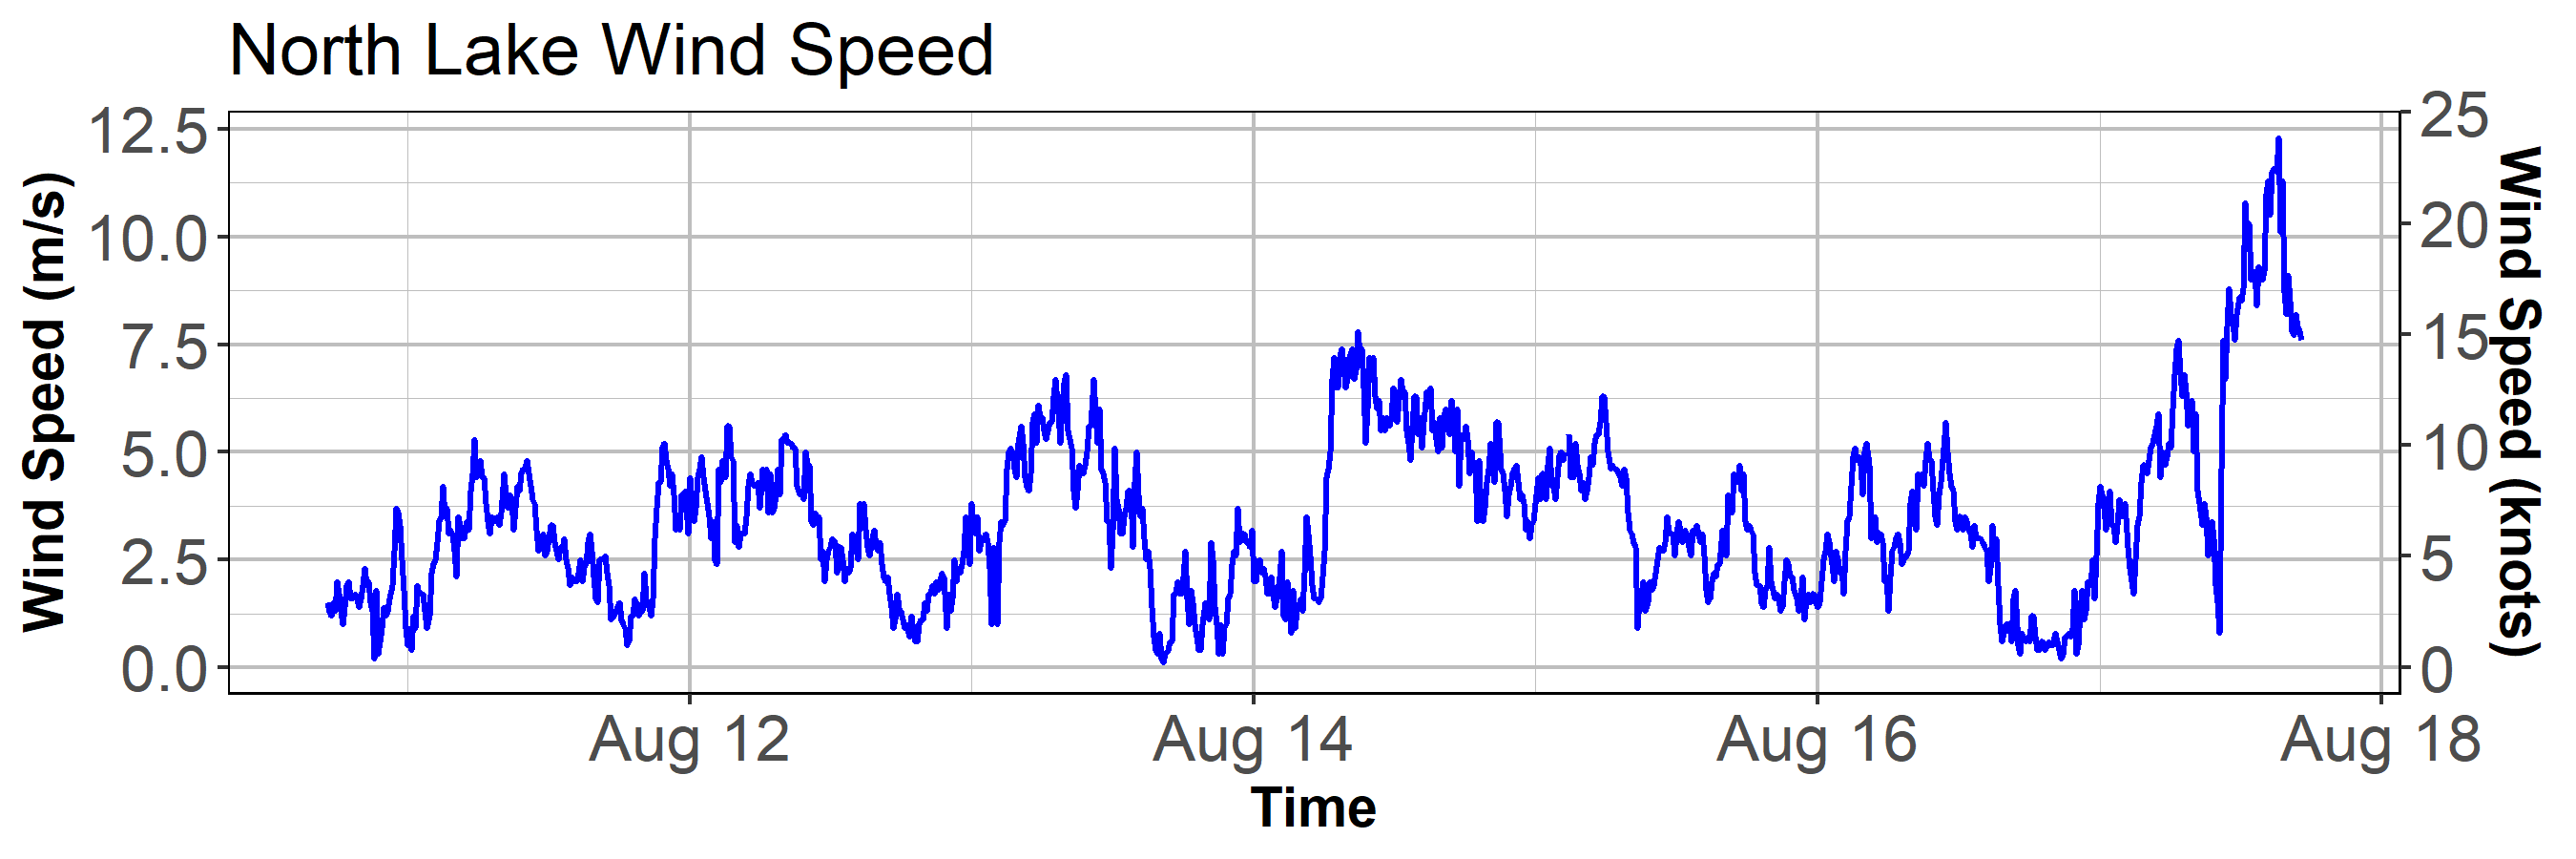 North Lake Wind Speed
Wind Speed (m/s)
12.5
10.0
7.5
5.0
2.5
0.0
25
20
15
10
5
0
Wind Speed (knots)
Aug 12
Aug 14
Aug 16
Aug 18
Time